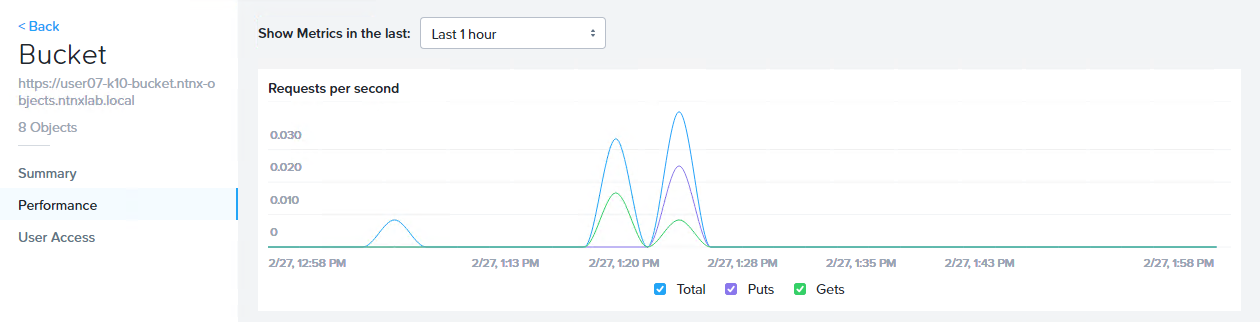 < Back
Bucket
https://user07-k10-bucket.ntnx-o
bjects.ntnxlab.local
8 Objects
Summary
Performance
User Access
Show Metrics in the last: Last 1 hour
Requests per second
0.030
0.020
0.010
0
2/27, 12:58 PM 2/27, 1:13 PM 2/27, 1:20 PM 2/27, 1:28 PM 2/27, 1:35 PM 2/27, 1:43 PM 2/27, 1:58 PM
Total Puts Gets